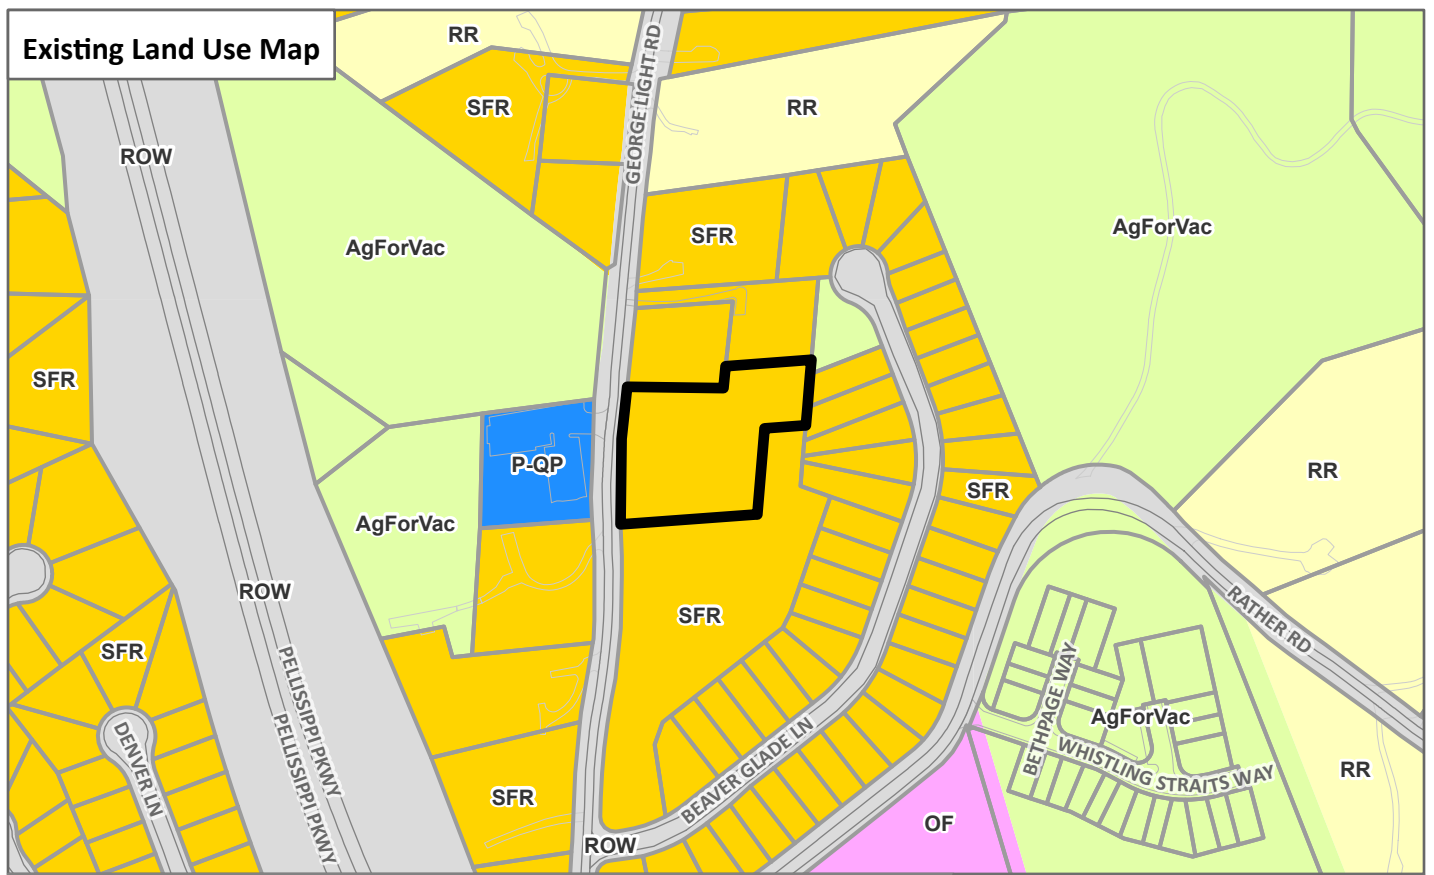 Existing Land Use Map
RR
SFR
GEORGE LIGHT RD
RR
ROW
AgForVac
SFR
AgForVac
SFR
P-QP
AgForVac
SFR
RR
ROW
SFR
SFR
RATHER RD
PELLISSIPPI PKWY
PELLISSIPPI PKWY
DENVER LN
BETHPAGE WAY
AgForVac
WHISTLING STRAITS WAY
BEAVER GLADE LN
RR
SFR
OF
ROW